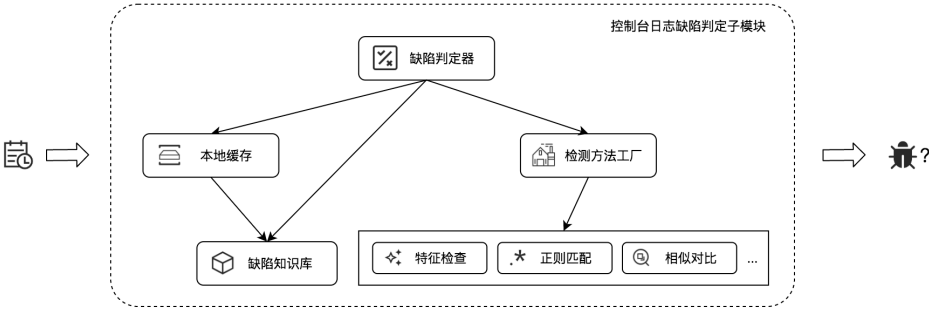 控制台日志缺陷判定子模块
缺陷判定器
本地缓存
检测方法工厂
?
缺陷知识库
特征检查
.* 正则匹配
相似对比
...